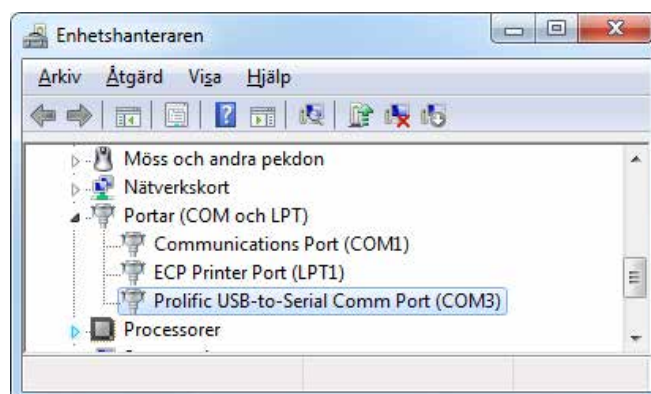 Enhetshanteraren
Arkiv Åtgärd Visa Hjälp
Möss och andra pekdon
Nätverkskort
Portar (COM och LPT)
Communications Port (COM1)
ECP Printer Port (LPT1)
Prolific USB-to-Serial Comm Port (COM3)
Processorer